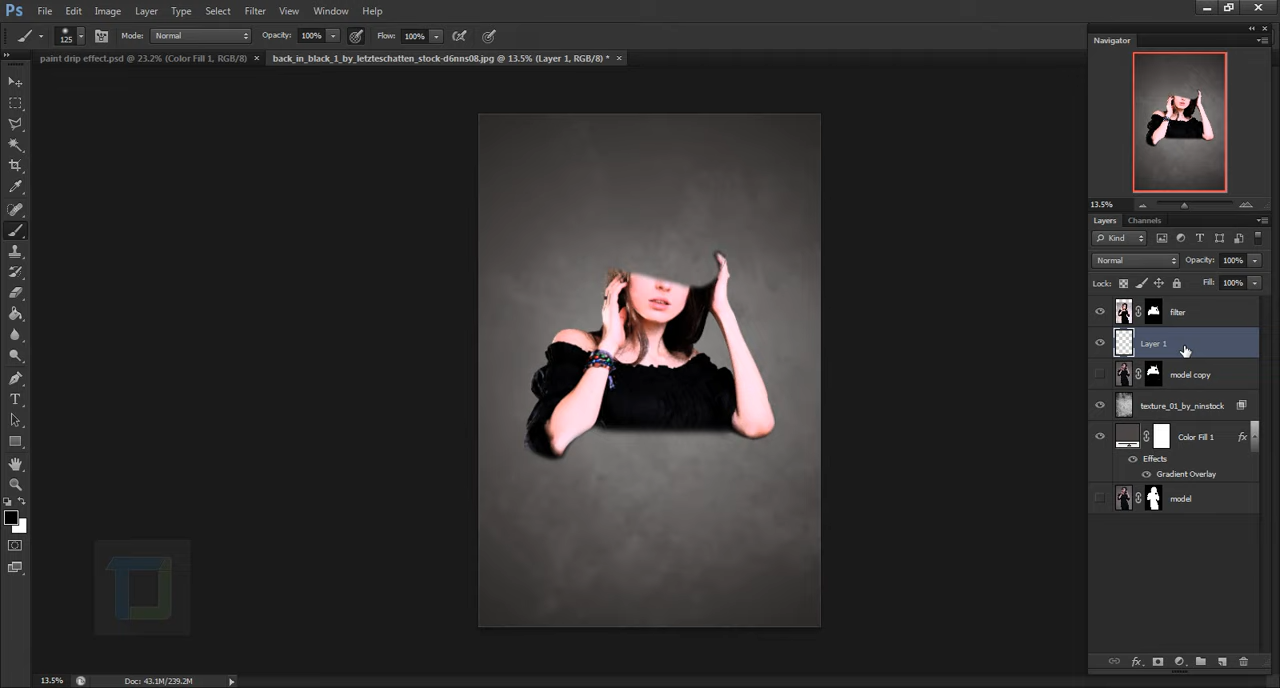 Ps File Edit Image Layer Type Select Filter View Window Help
125 Mode: Normal Opacity: 100% Flow: 100%
paint drip effect.psd @ 23.2% (Color Fill 1, RGB/8) × back_in_black_1_by_letzteschatten_stock-d6nns08.jpg @ 13.5% (Layer 1, RGB/8) * ×
Navigator
13.5%
Layers Channels
Kind
Normal Opacity: 100%
Lock: Fill: 100%
filter
Layer 1
model copy
texture_01_by_ninstock
Color Fill 1 fx
Effects
Gradient Overlay
model
fx
13.5% Doc: 43.1M/239.2M